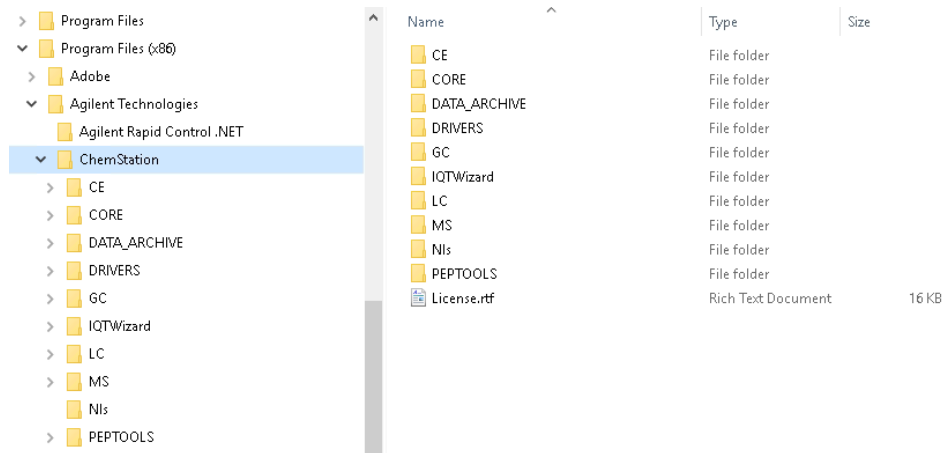 Program Files
Program Files (x86)
Adobe
Agilent Technologies
Agilent Rapid Control .NET
ChemStation
CE
CORE
DATA_ARCHIVE
DRIVERS
GC
IQTWizard
LC
MS
NIs
PEPTOOLS
Name Type Size
CE File folder
CORE File folder
DATA_ARCHIVE File folder
DRIVERS File folder
GC File folder
IQTWizard File folder
LC File folder
MS File folder
NIs File folder
PEPTOOLS File folder
License.rtf Rich Text Document 16 KB